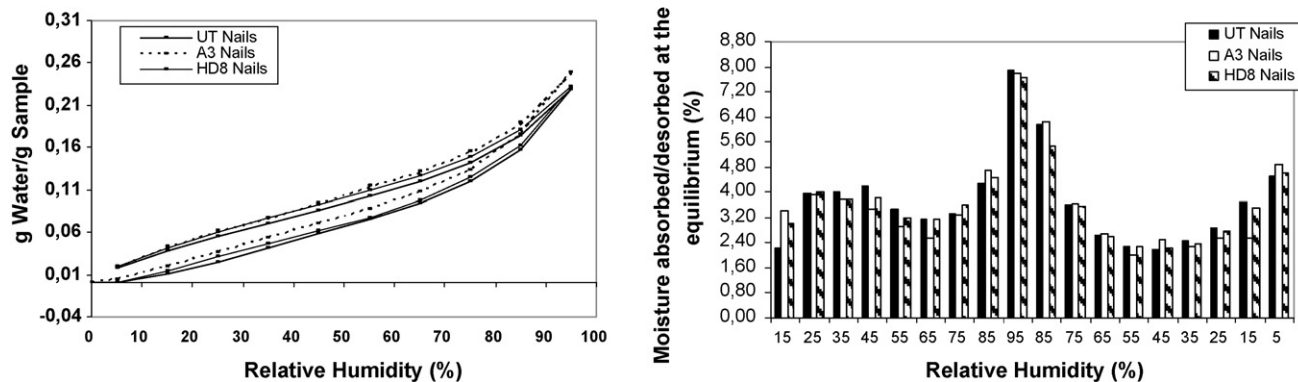 0,31
0,26
0,21
0,16
0,11
0,06
0,01
-0,04
g Water/g Sample
UT Nails
A3 Nails
HD8 Nails
0 10 20 30 40 50 60 70 80 90 100
Relative Humidity (%)
Moisture absorbed/desorbed at the
equilibrium (%)
8,80
8,00
7,20
6,40
5,60
4,80
4,00
3,20
2,40
1,60
0,80
0,00
UT Nails
A3 Nails
HD8 Nails
15 25 35 45 55 65 75 85 95 85 75 65 55 45 35 25 15 5
Relative Humidity (%)